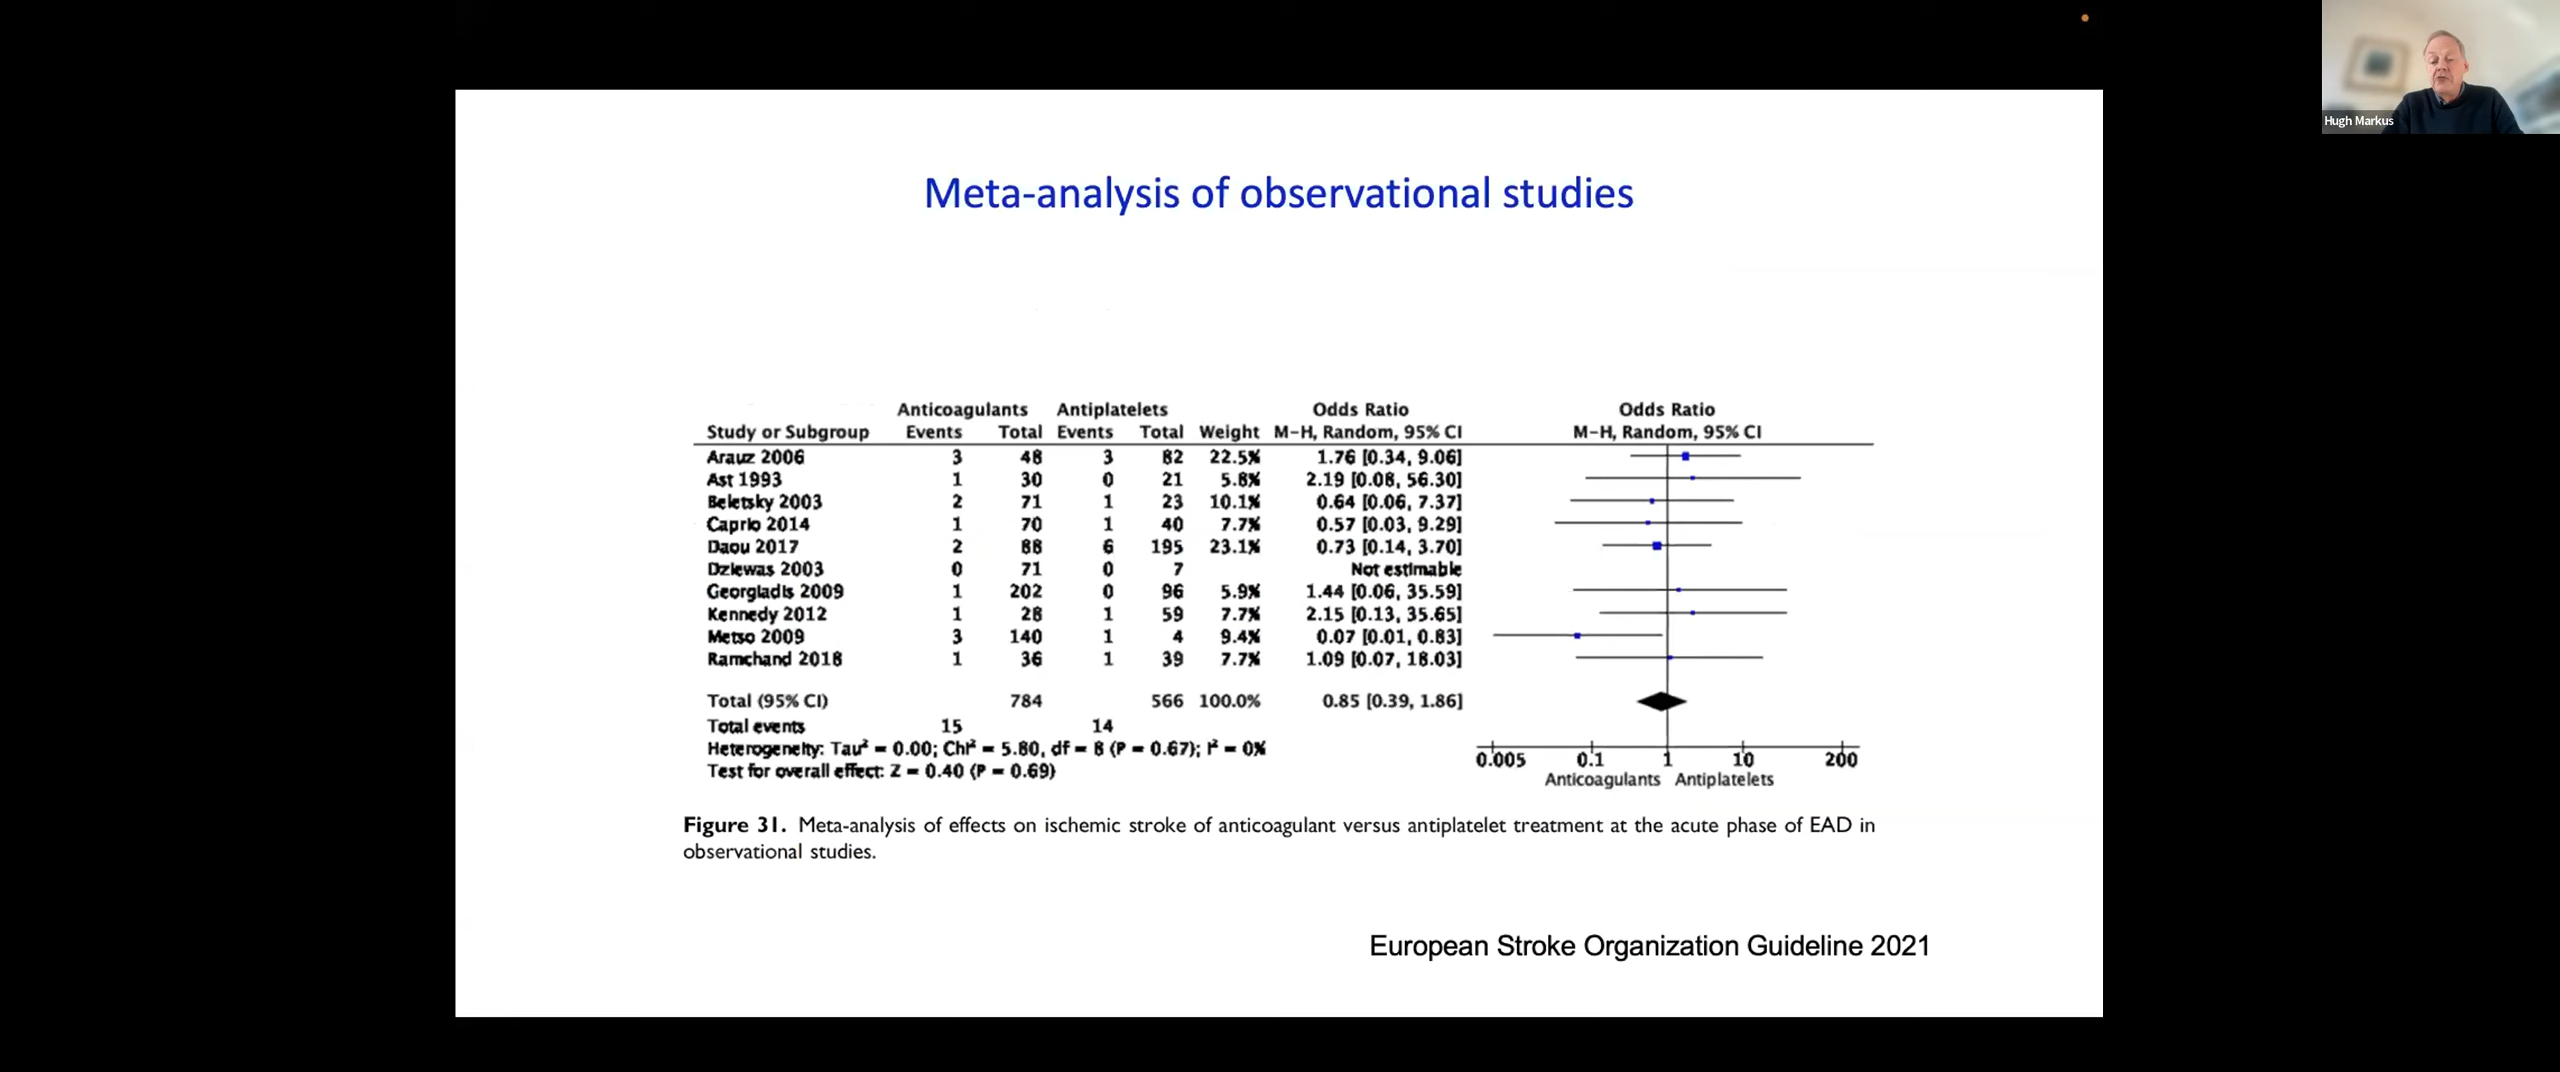 Hugh Markus
Meta-analysis of observational studies
Anticoagulants Antiplatelets Odds Ratio Odds Ratio
Study or Subgroup Events Total Events Total Weight M-H, Random, 95% CI M-H, Random, 95% CI
Arauz 2006 3 48 3 82 22.5% 1.76 [0.34, 9.06]
Ast 1993 1 30 0 21 5.8% 2.19 [0.08, 56.30]
Beletsky 2003 2 71 1 23 10.1% 0.64 [0.06, 7.37]
Caprio 2014 1 70 1 40 7.7% 0.57 [0.03, 9.29]
Daou 2017 2 88 6 195 23.1% 0.73 [0.14, 3.70]
Dziewas 2003 0 71 0 7 Not estimable
Georgiadis 2009 1 202 0 96 5.9% 1.44 [0.06, 35.59]
Kennedy 2012 1 28 1 59 7.7% 2.15 [0.13, 35.65]
Metso 2009 3 140 1 4 9.4% 0.07 [0.01, 0.83]
Ramchand 2018 1 36 1 39 7.7% 1.09 [0.07, 18.03]
Total (95% CI) 784 566 100.0% 0.85 [0.39, 1.86]
Total events 15 14
Heterogeneity: Tau² = 0.00; Chi² = 5.80, df = 8 (P = 0.67); I² = 0%
Test for overall effect: Z = 0.40 (P = 0.69)
0.005 0.1 1 10 200
Anticoagulants Antiplatelets
Figure 31. Meta-analysis of effects on ischemic stroke of anticoagulant versus antiplatelet treatment at the acute phase of EAD in
observational studies.
European Stroke Organization Guideline 2021